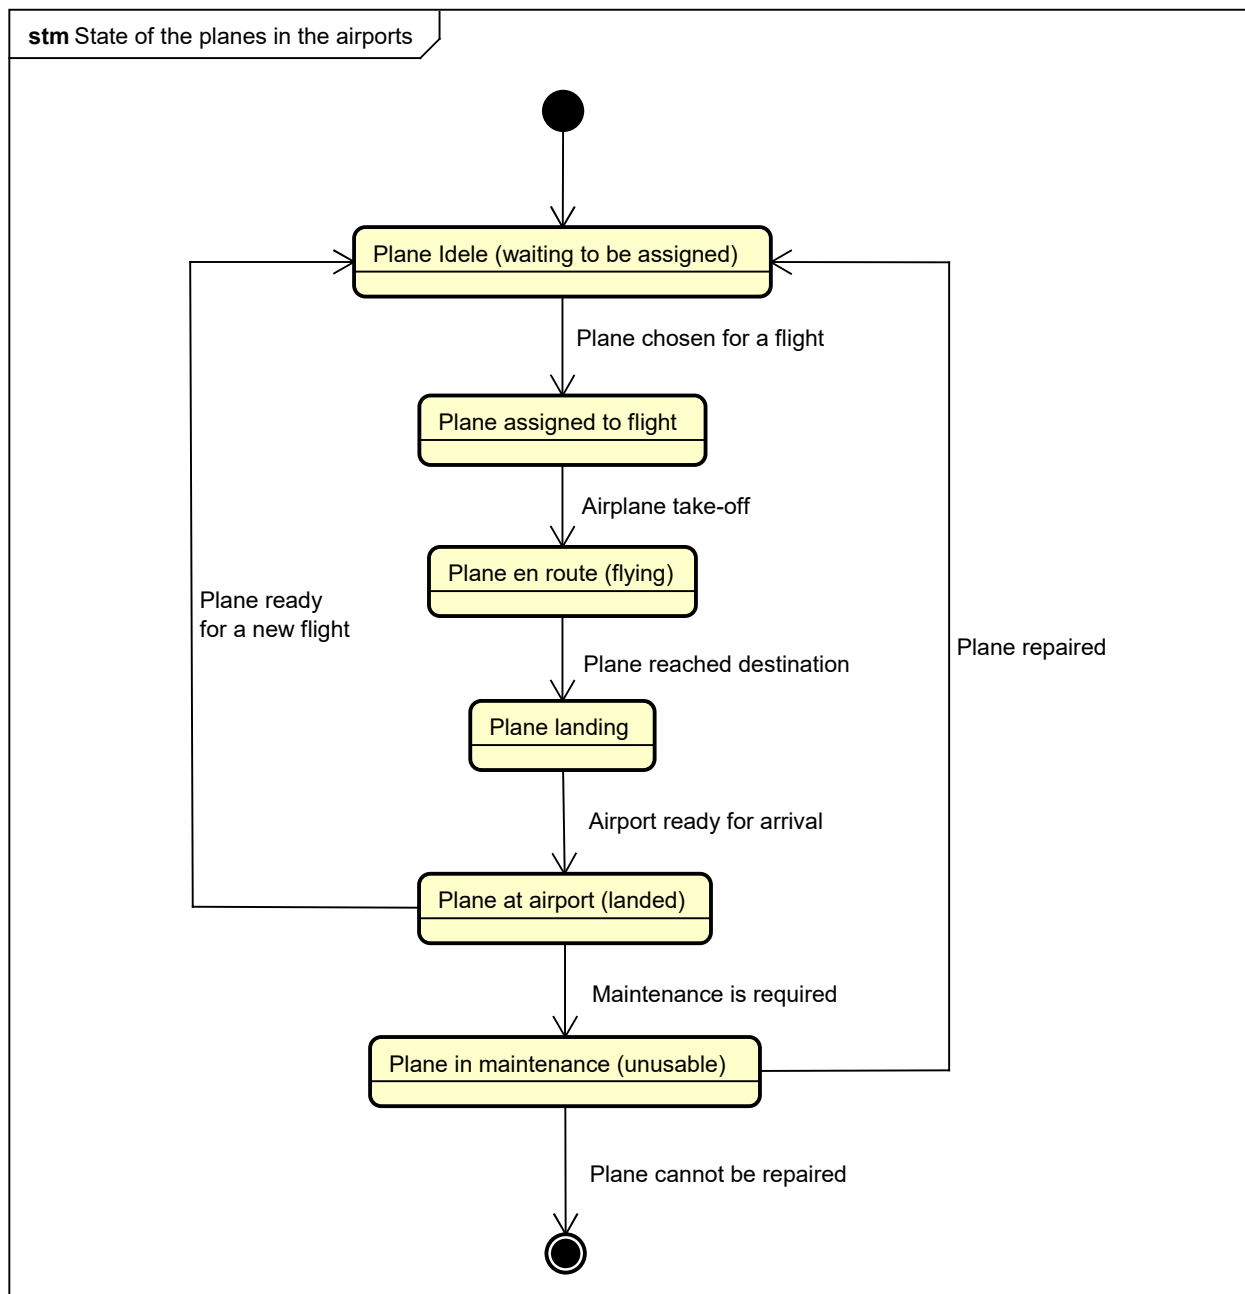 stm State of the planes in the airports
Plane Idele (waiting to be assigned)
Plane chosen for a flight
Plane assigned to flight
Airplane take-off
Plane en route (flying)
Plane ready
for a new flight
Plane repaired
Plane reached destination
Plane landing
Airport ready for arrival
Plane at airport (landed)
Maintenance is required
Plane in maintenance (unusable)
Plane cannot be repaired